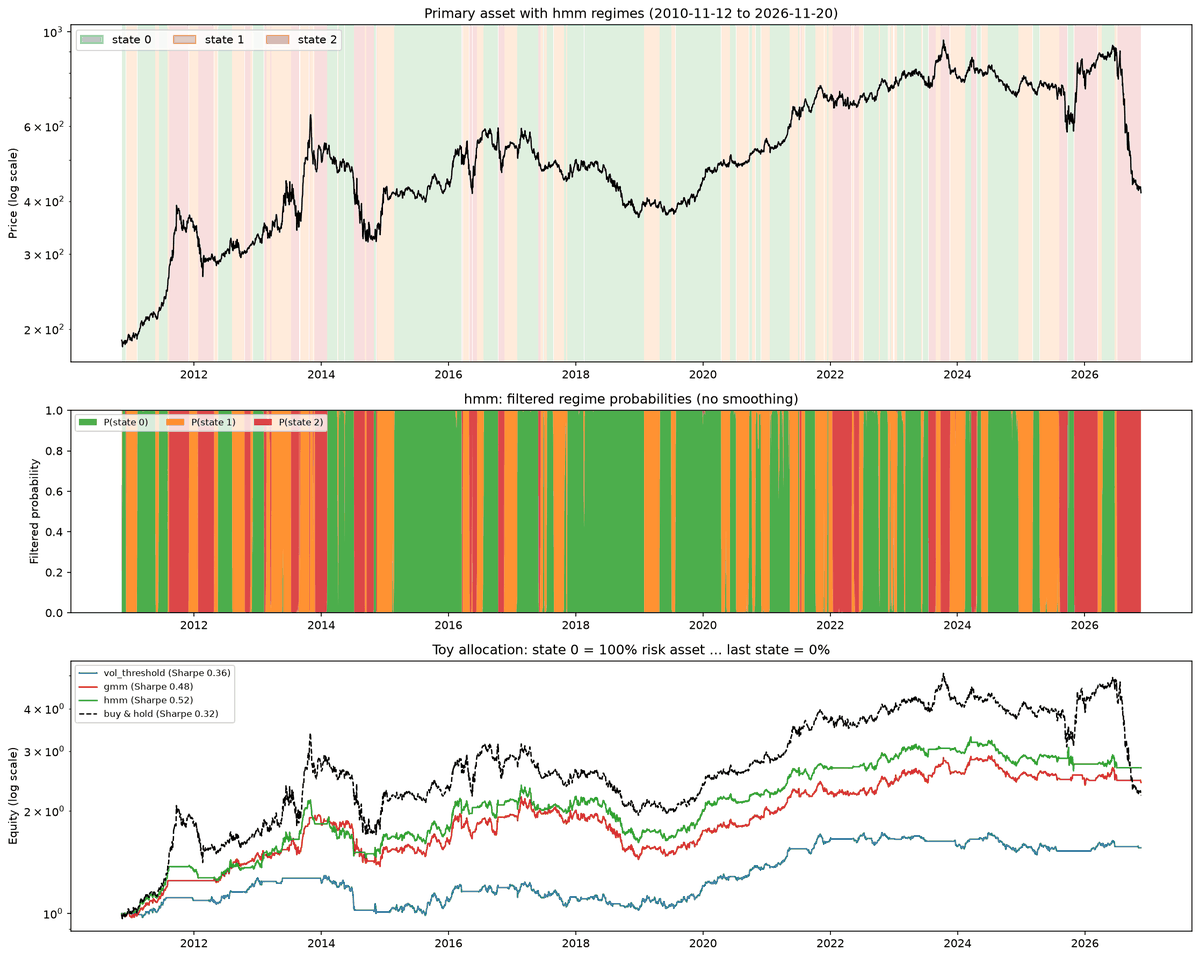 Primary asset with hmm regimes (2010-11-12 to 2026-11-20)
10³
6 × 10²
4 × 10²
3 × 10²
2 × 10²
Price (log scale)
state 0 state 1 state 2
2012 2014 2016 2018 2020 2022 2024 2026
hmm: filtered regime probabilities (no smoothing)
1.0
0.8
0.6
0.4
0.2
0.0
Filtered probability
P(state 0) P(state 1) P(state 2)
2012 2014 2016 2018 2020 2022 2024 2026
Toy allocation: state 0 = 100% risk asset ... last state = 0%
4 × 10⁰
3 × 10⁰
2 × 10⁰
10⁰
Equity (log scale)
vol_threshold (Sharpe 0.36)
gmm (Sharpe 0.48)
hmm (Sharpe 0.52)
buy & hold (Sharpe 0.32)
2012 2014 2016 2018 2020 2022 2024 2026